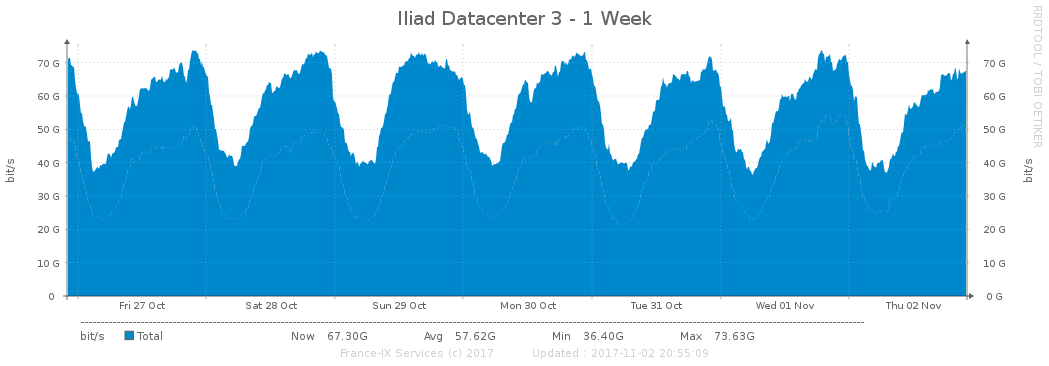 Iliad Datacenter 3 - 1 Week
RRDTOOL / TOBI OETIKER
bit/s
70 G 70 G
60 G 60 G
50 G 50 G
40 G 40 G
30 G 30 G
20 G 20 G
10 G 10 G
0 0 G
bit/s
Fri 27 Oct Sat 28 Oct Sun 29 Oct Mon 30 Oct Tue 31 Oct Wed 01 Nov Thu 02 Nov
bit/s Total Now 67.30G Avg 57.62G Min 36.40G Max 73.63G
France-IX Services (c) 2017 Updated : 2017-11-02 20:55:09